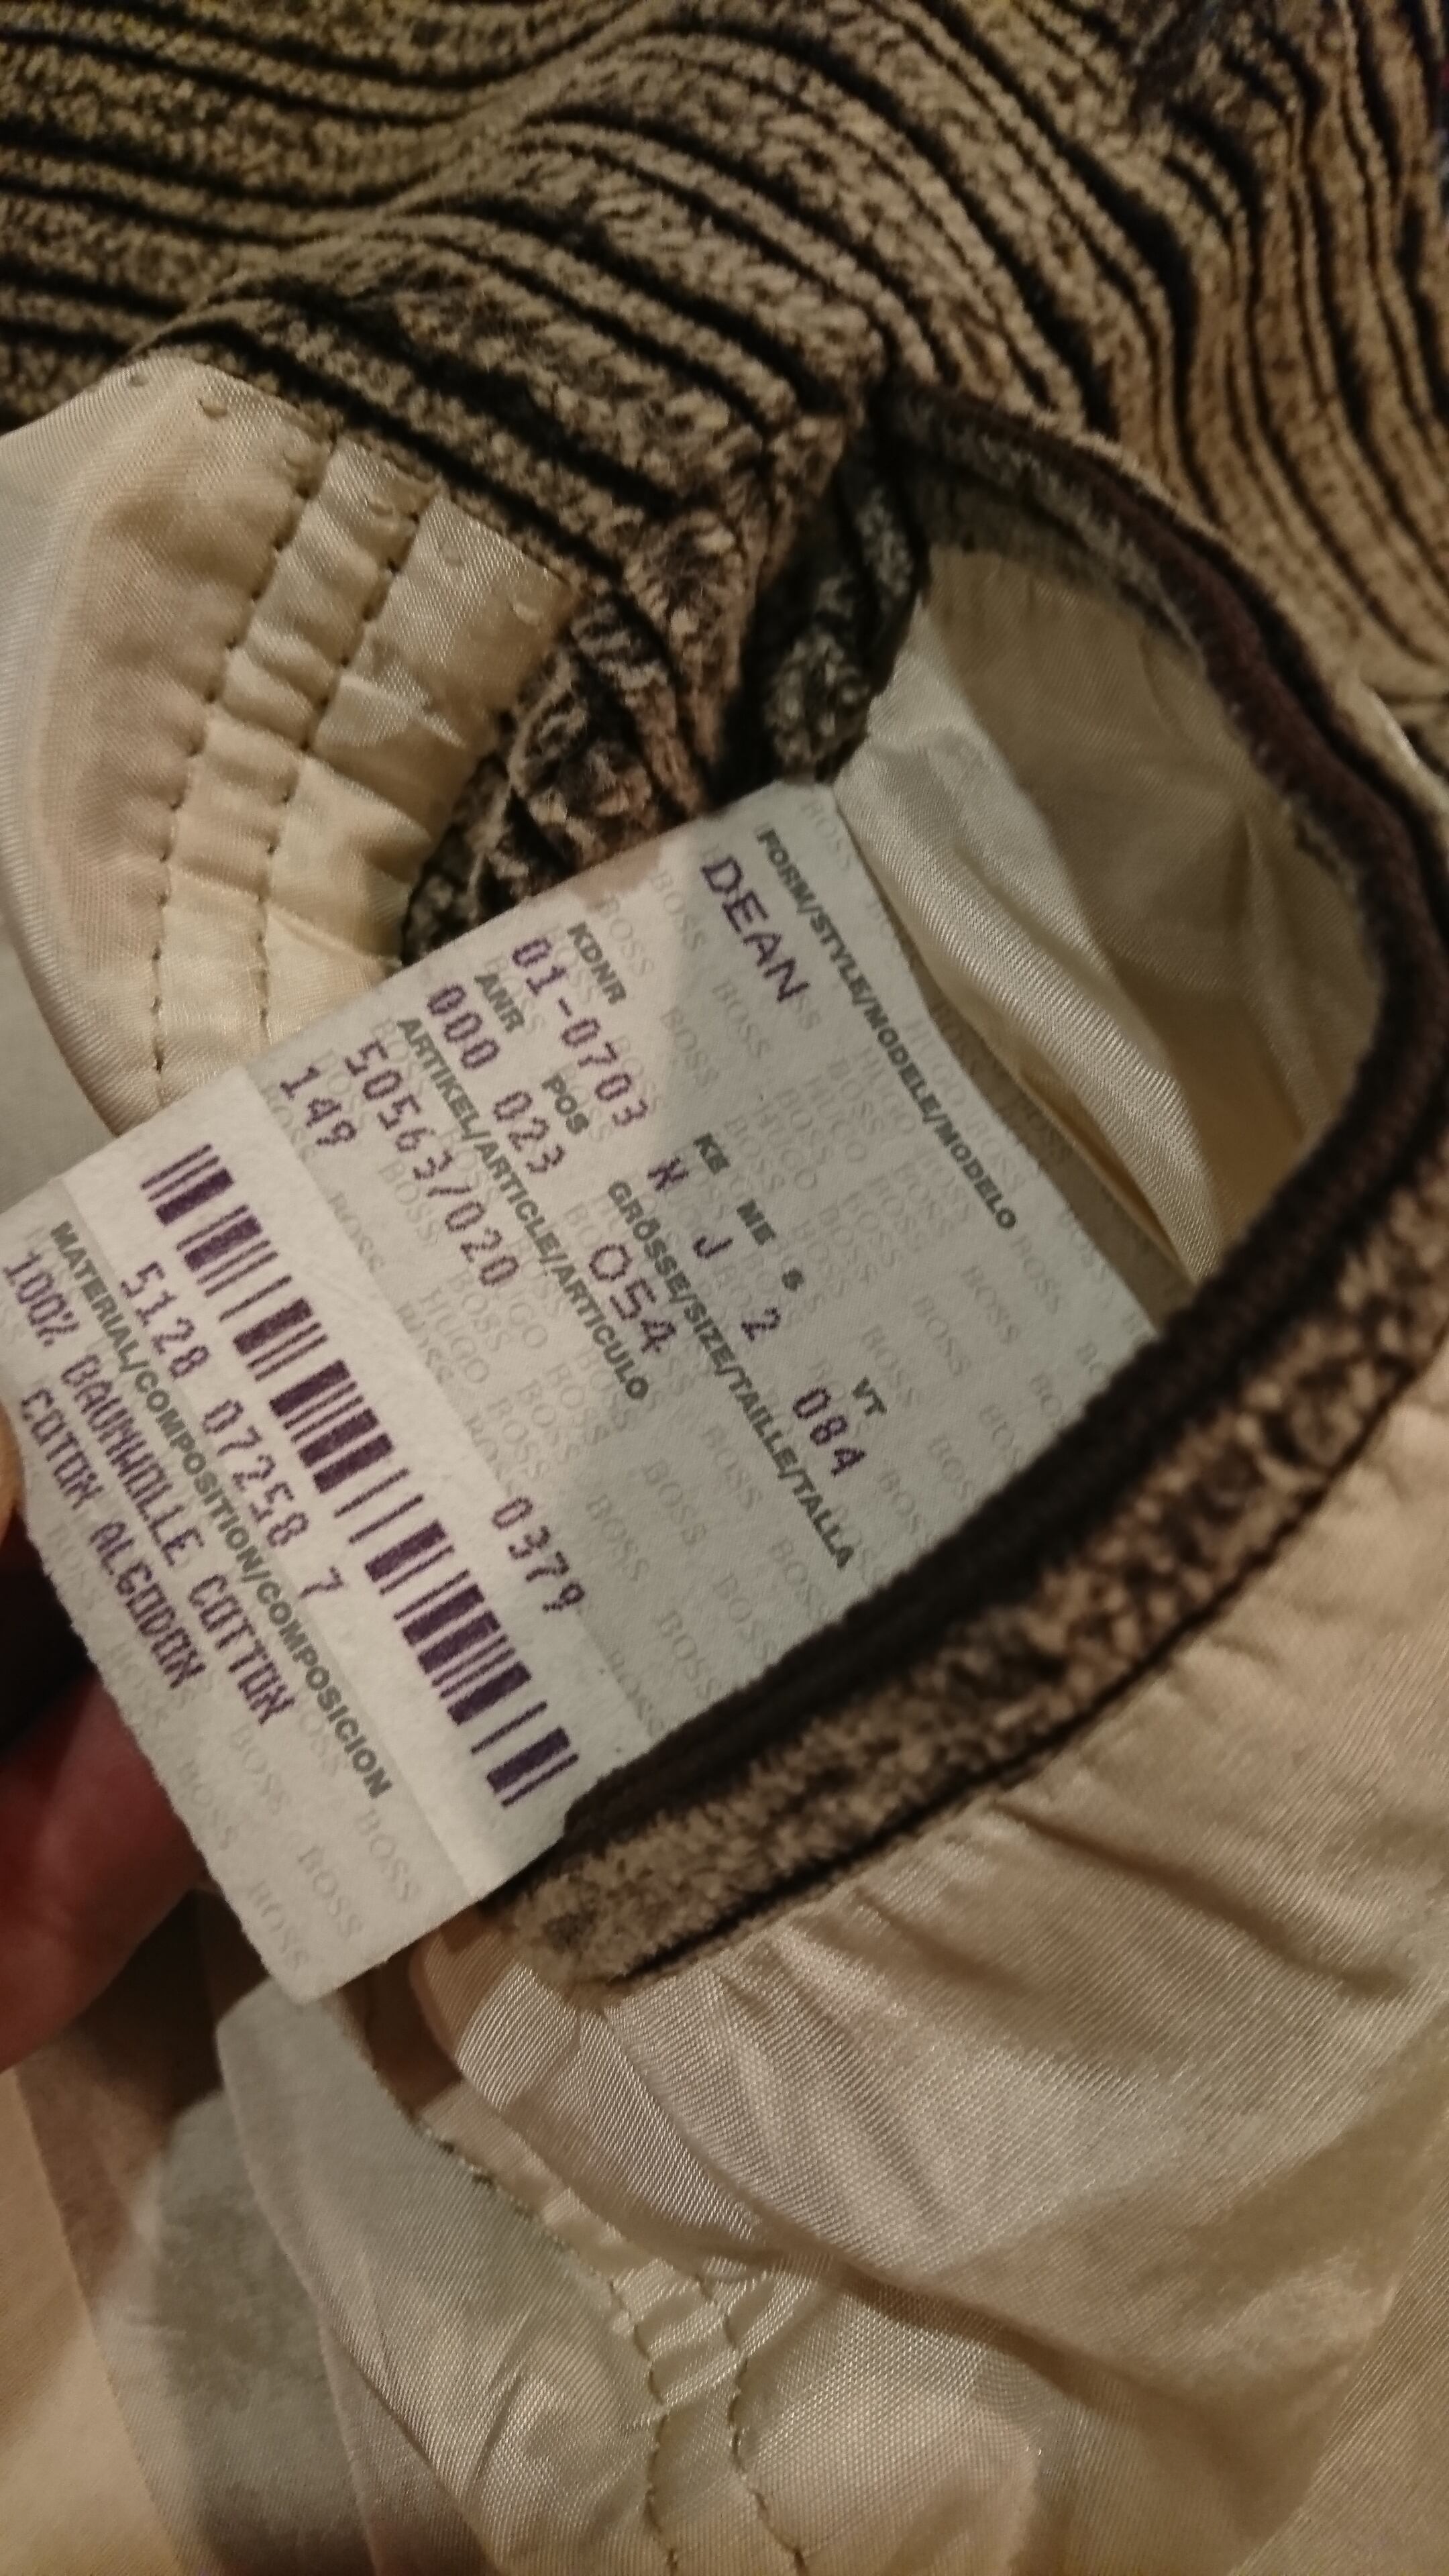 FORM/STYLE/MODELE/MODELO
DEAN
KDNR KE ME S VT
01-0703 N J 2 084
ANR POS GRÖSSE/SIZE/TAILLE/TALLA
000 023 054
ARTIKEL/ARTICLE/ARTICULO
50563/020 0379
149
5128 07258 7
MATERIAL/COMPOSITION/COMPOSICION
100% BAUMWOLLE COTTON
COTON ALGODON